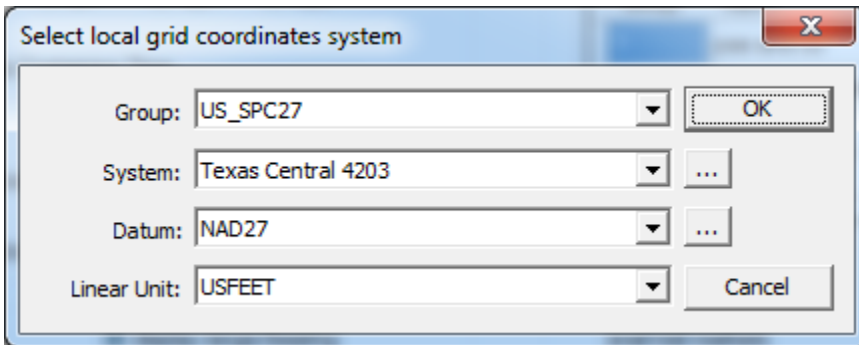 Select local grid coordinates system
Group: US_SPC27 OK
System: Texas Central 4203 ...
Datum: NAD27 ...
Linear Unit: USFEET Cancel